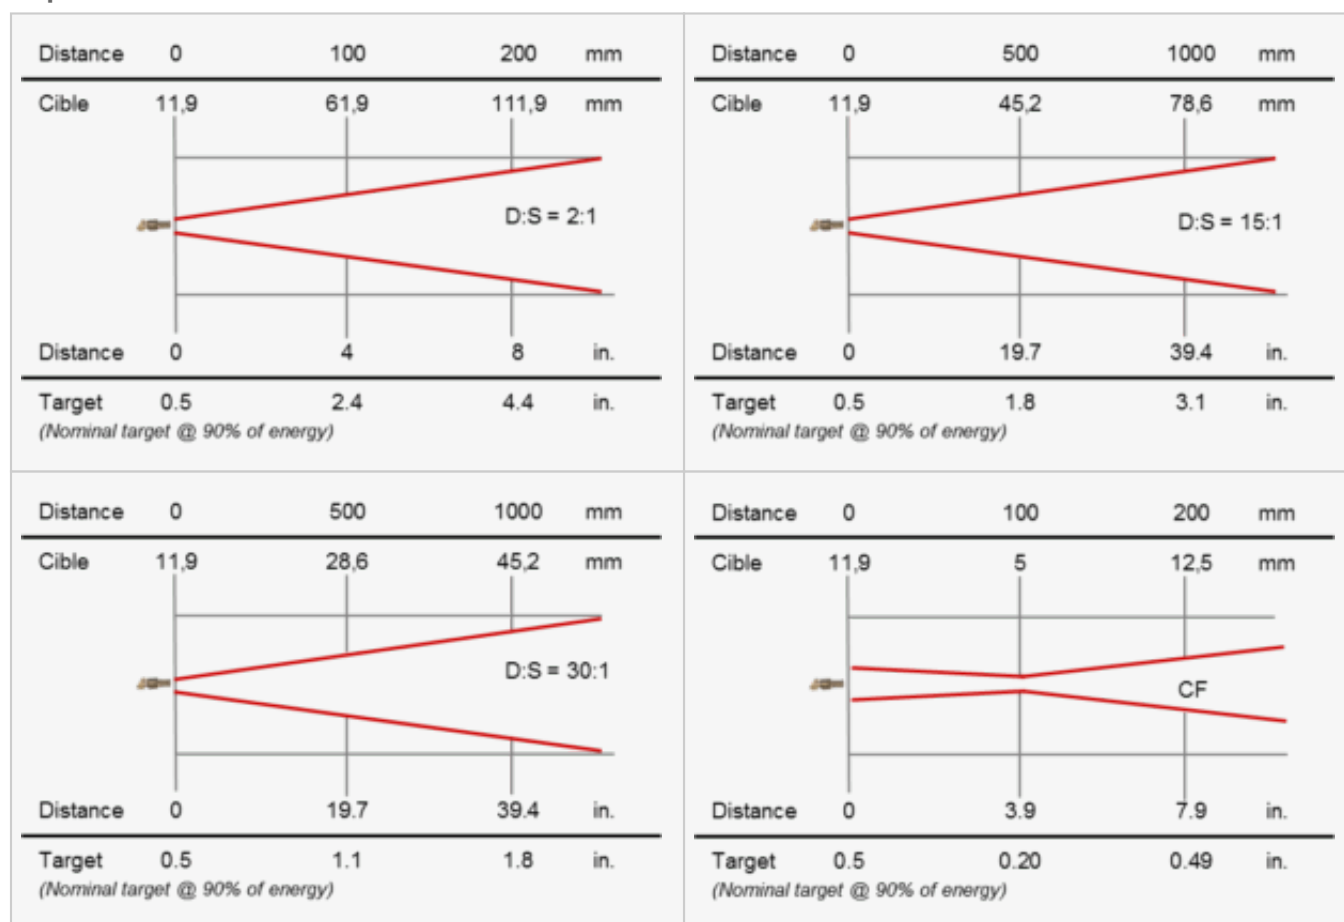 Distance 0 100 200 mm
Cible 11,9 61,9 111,9 mm
D:S = 2:1
Distance 0 4 8 in.
Target 0.5 2.4 4.4 in.
(Nominal target @ 90% of energy)
Distance 0 500 1000 mm
Cible 11,9 45,2 78,6 mm
D:S = 15:1
Distance 0 19.7 39.4 in.
Target 0.5 1.8 3.1 in.
(Nominal target @ 90% of energy)
Distance 0 500 1000 mm
Cible 11,9 28,6 45,2 mm
D:S = 30:1
Distance 0 19.7 39.4 in.
Target 0.5 1.1 1.8 in.
(Nominal target @ 90% of energy)
Distance 0 100 200 mm
Cible 11,9 5 12,5 mm
CF
Distance 0 3.9 7.9 in.
Target 0.5 0.20 0.49 in.
(Nominal target @ 90% of energy)